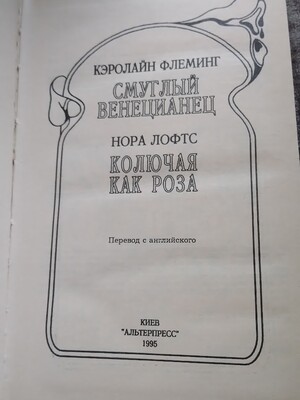 КЭРОЛАЙН ФЛЕМИНГ
СМУГЛЫЙ
ВЕНЕЦИАНЕЦ
НОРА ЛОФТС
КОЛЮЧАЯ
КАК РОЗА
Перевод с английского
КИЕВ
"АЛЬТЕРПРЕСС"
1995